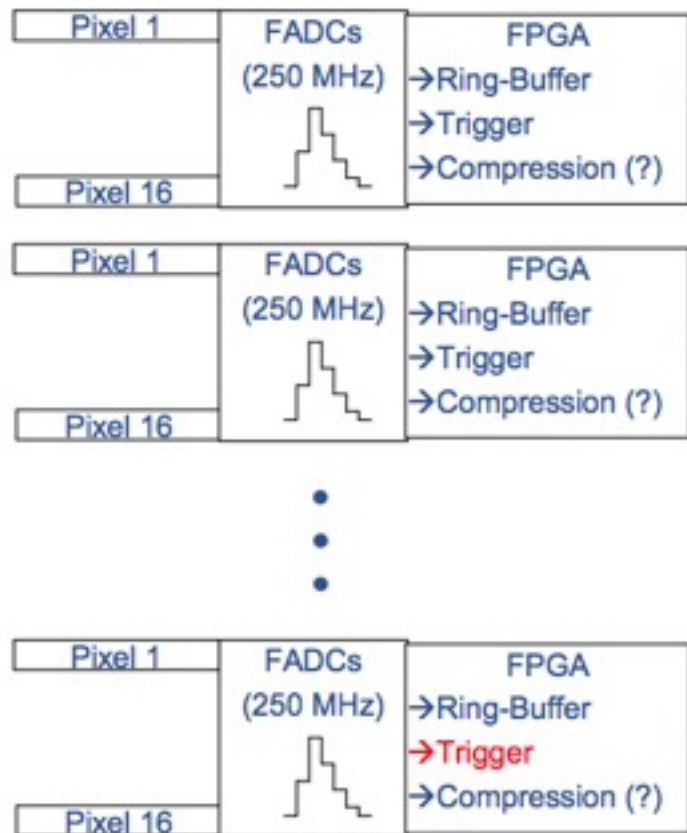 Pixel 1
Pixel 16
FADCs
(250 MHz)
FPGA
→Ring-Buffer
→Trigger
→Compression (?)
Pixel 1
Pixel 16
FADCs
(250 MHz)
FPGA
→Ring-Buffer
→Trigger
→Compression (?)
Pixel 1
Pixel 16
FADCs
(250 MHz)
FPGA
→Ring-Buffer
→Trigger
→Compression (?)